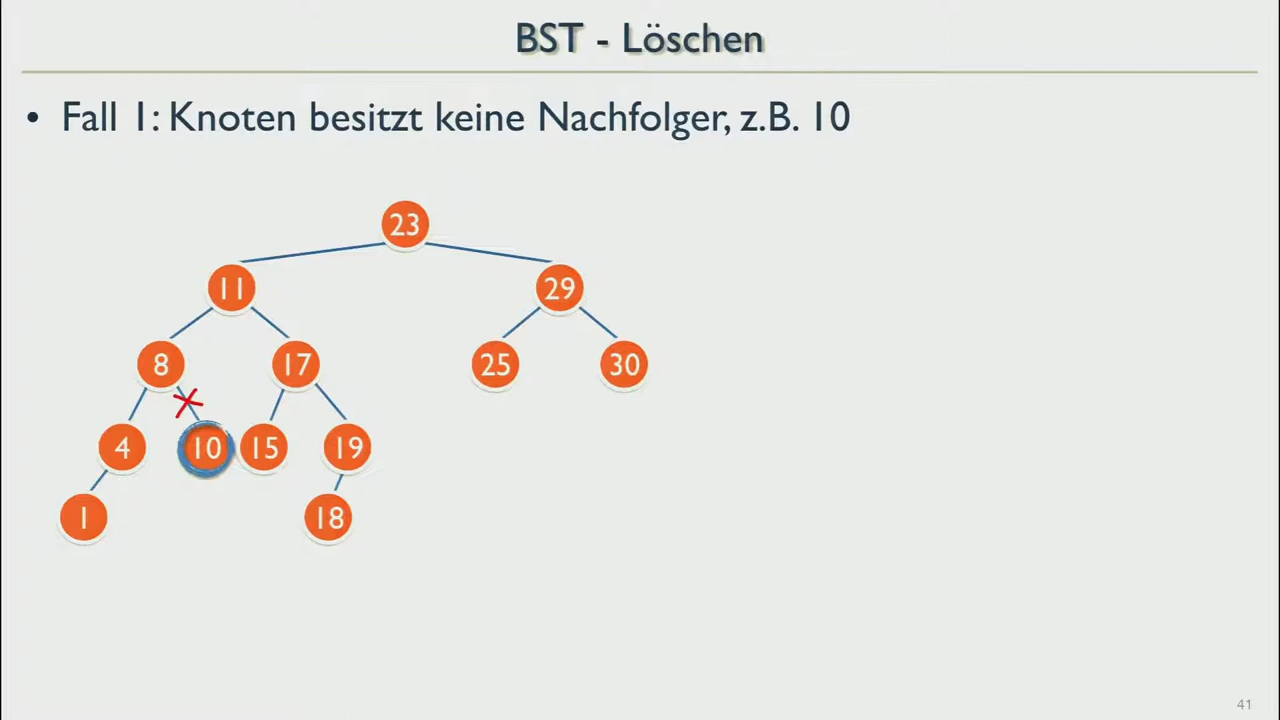 BST - Löschen
• Fall 1: Knoten besitzt keine Nachfolger, z.B. 10
23
11 29
8 17 25 30
4 10 15 19
1 18
41